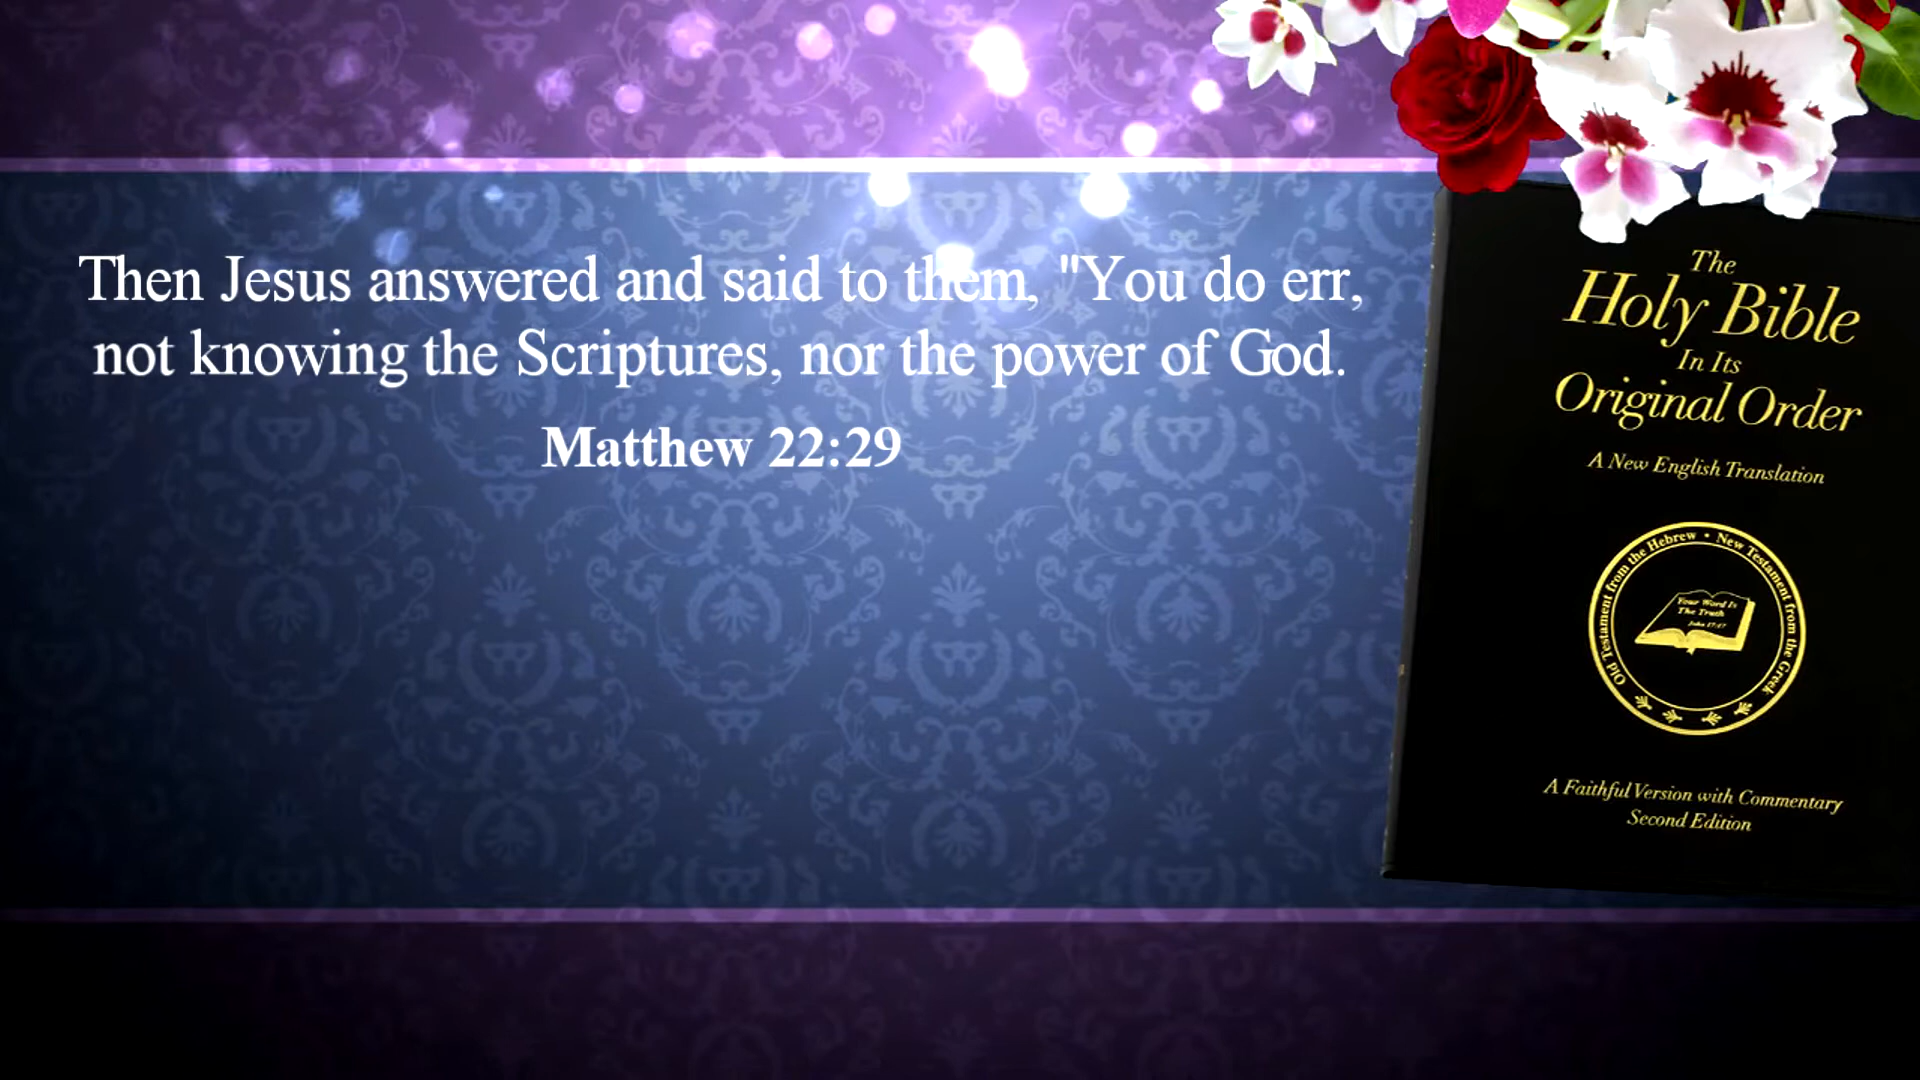 Then Jesus answered and said to them, "You do err,
not knowing the Scriptures, nor the power of God.
Matthew 22:29
The
Holy Bible
In Its
Original Order
A New English Translation
Old Testament from the Hebrew • New Testament from the Greek
Your Word Is
The Truth
John 17:17
A Faithful Version with Commentary
Second Edition